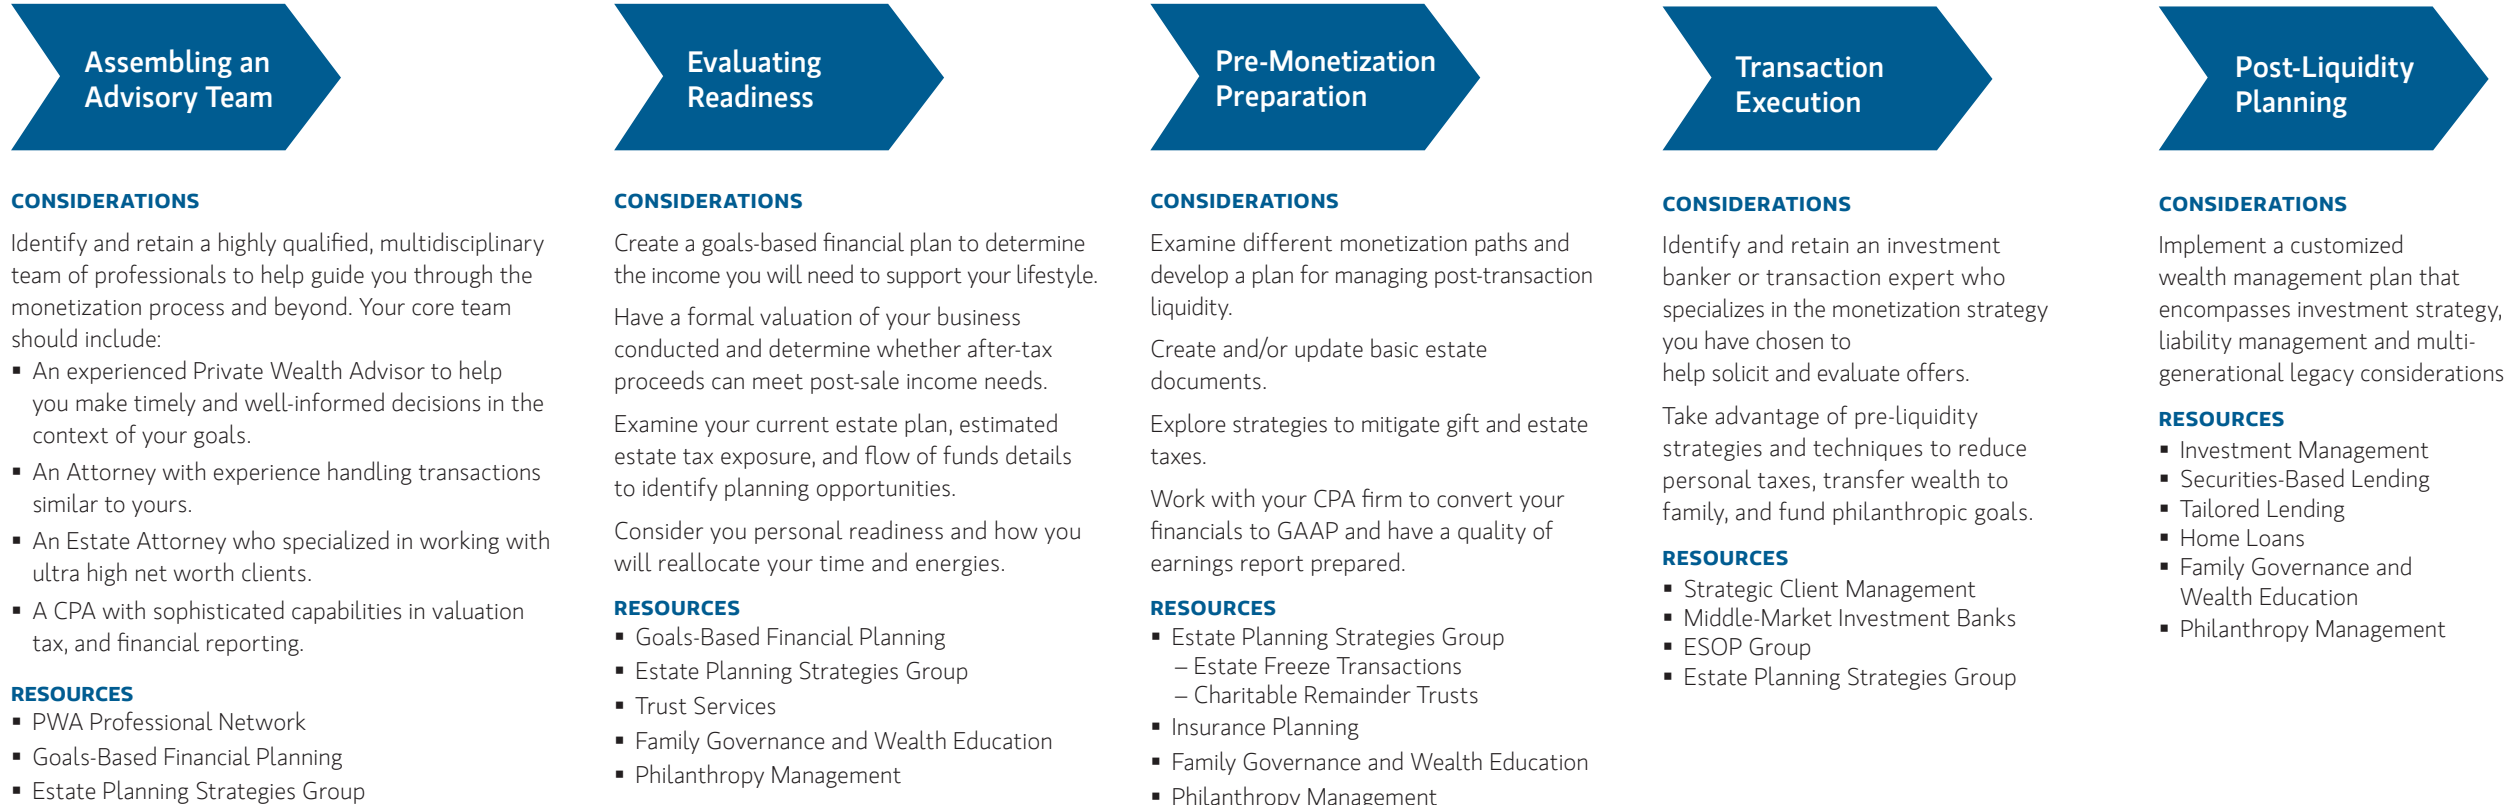 Assembling an
Advisory Team
CONSIDERATIONS
Identify and retain a highly qualified, multidisciplinary
team of professionals to help guide you through the
monetization process and beyond. Your core team
should include:
▪ An experienced Private Wealth Advisor to help
you make timely and well-informed decisions in the
context of your goals.
▪ An Attorney with experience handling transactions
similar to yours.
▪ An Estate Attorney who specialized in working with
ultra high net worth clients.
▪ A CPA with sophisticated capabilities in valuation
tax, and financial reporting.
RESOURCES
▪ PWA Professional Network
▪ Goals-Based Financial Planning
▪ Estate Planning Strategies Group
Evaluating
Readiness
CONSIDERATIONS
Create a goals-based financial plan to determine
the income you will need to support your lifestyle.
Have a formal valuation of your business
conducted and determine whether after-tax
proceeds can meet post-sale income needs.
Examine your current estate plan, estimated
estate tax exposure, and flow of funds details
to identify planning opportunities.
Consider you personal readiness and how you
will reallocate your time and energies.
RESOURCES
▪ Goals-Based Financial Planning
▪ Estate Planning Strategies Group
▪ Trust Services
▪ Family Governance and Wealth Education
▪ Philanthropy Management
Pre-Monetization
Preparation
CONSIDERATIONS
Examine different monetization paths and
develop a plan for managing post-transaction
liquidity.
Create and/or update basic estate
documents.
Explore strategies to mitigate gift and estate
taxes.
Work with your CPA firm to convert your
financials to GAAP and have a quality of
earnings report prepared.
RESOURCES
▪ Estate Planning Strategies Group
– Estate Freeze Transactions
– Charitable Remainder Trusts
▪ Insurance Planning
▪ Family Governance and Wealth Education
▪ Philanthropy Management
Transaction
Execution
CONSIDERATIONS
Identify and retain an investment
banker or transaction expert who
specializes in the monetization strategy
you have chosen to
help solicit and evaluate offers.
Take advantage of pre-liquidity
strategies and techniques to reduce
personal taxes, transfer wealth to
family, and fund philanthropic goals.
RESOURCES
▪ Strategic Client Management
▪ Middle-Market Investment Banks
▪ ESOP Group
▪ Estate Planning Strategies Group
Post-Liquidity
Planning
CONSIDERATIONS
Implement a customized
wealth management plan that
encompasses investment strategy,
liability management and multi-
generational legacy considerations
RESOURCES
▪ Investment Management
▪ Securities-Based Lending
▪ Tailored Lending
▪ Home Loans
▪ Family Governance and
Wealth Education
▪ Philanthropy Management